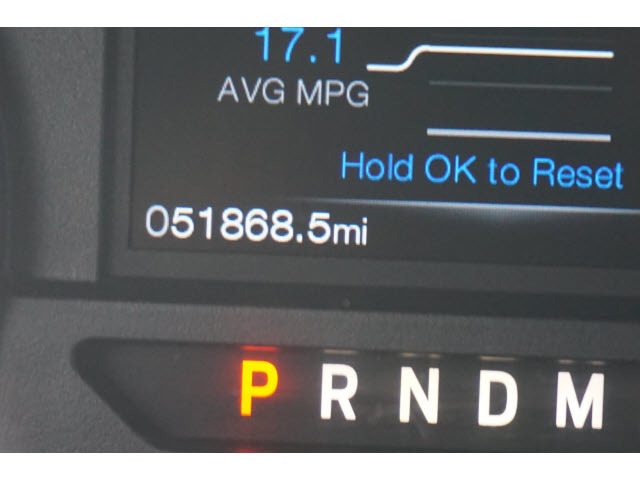 17.1
AVG MPG
Hold OK to Reset
051868.5mi
P R N D M